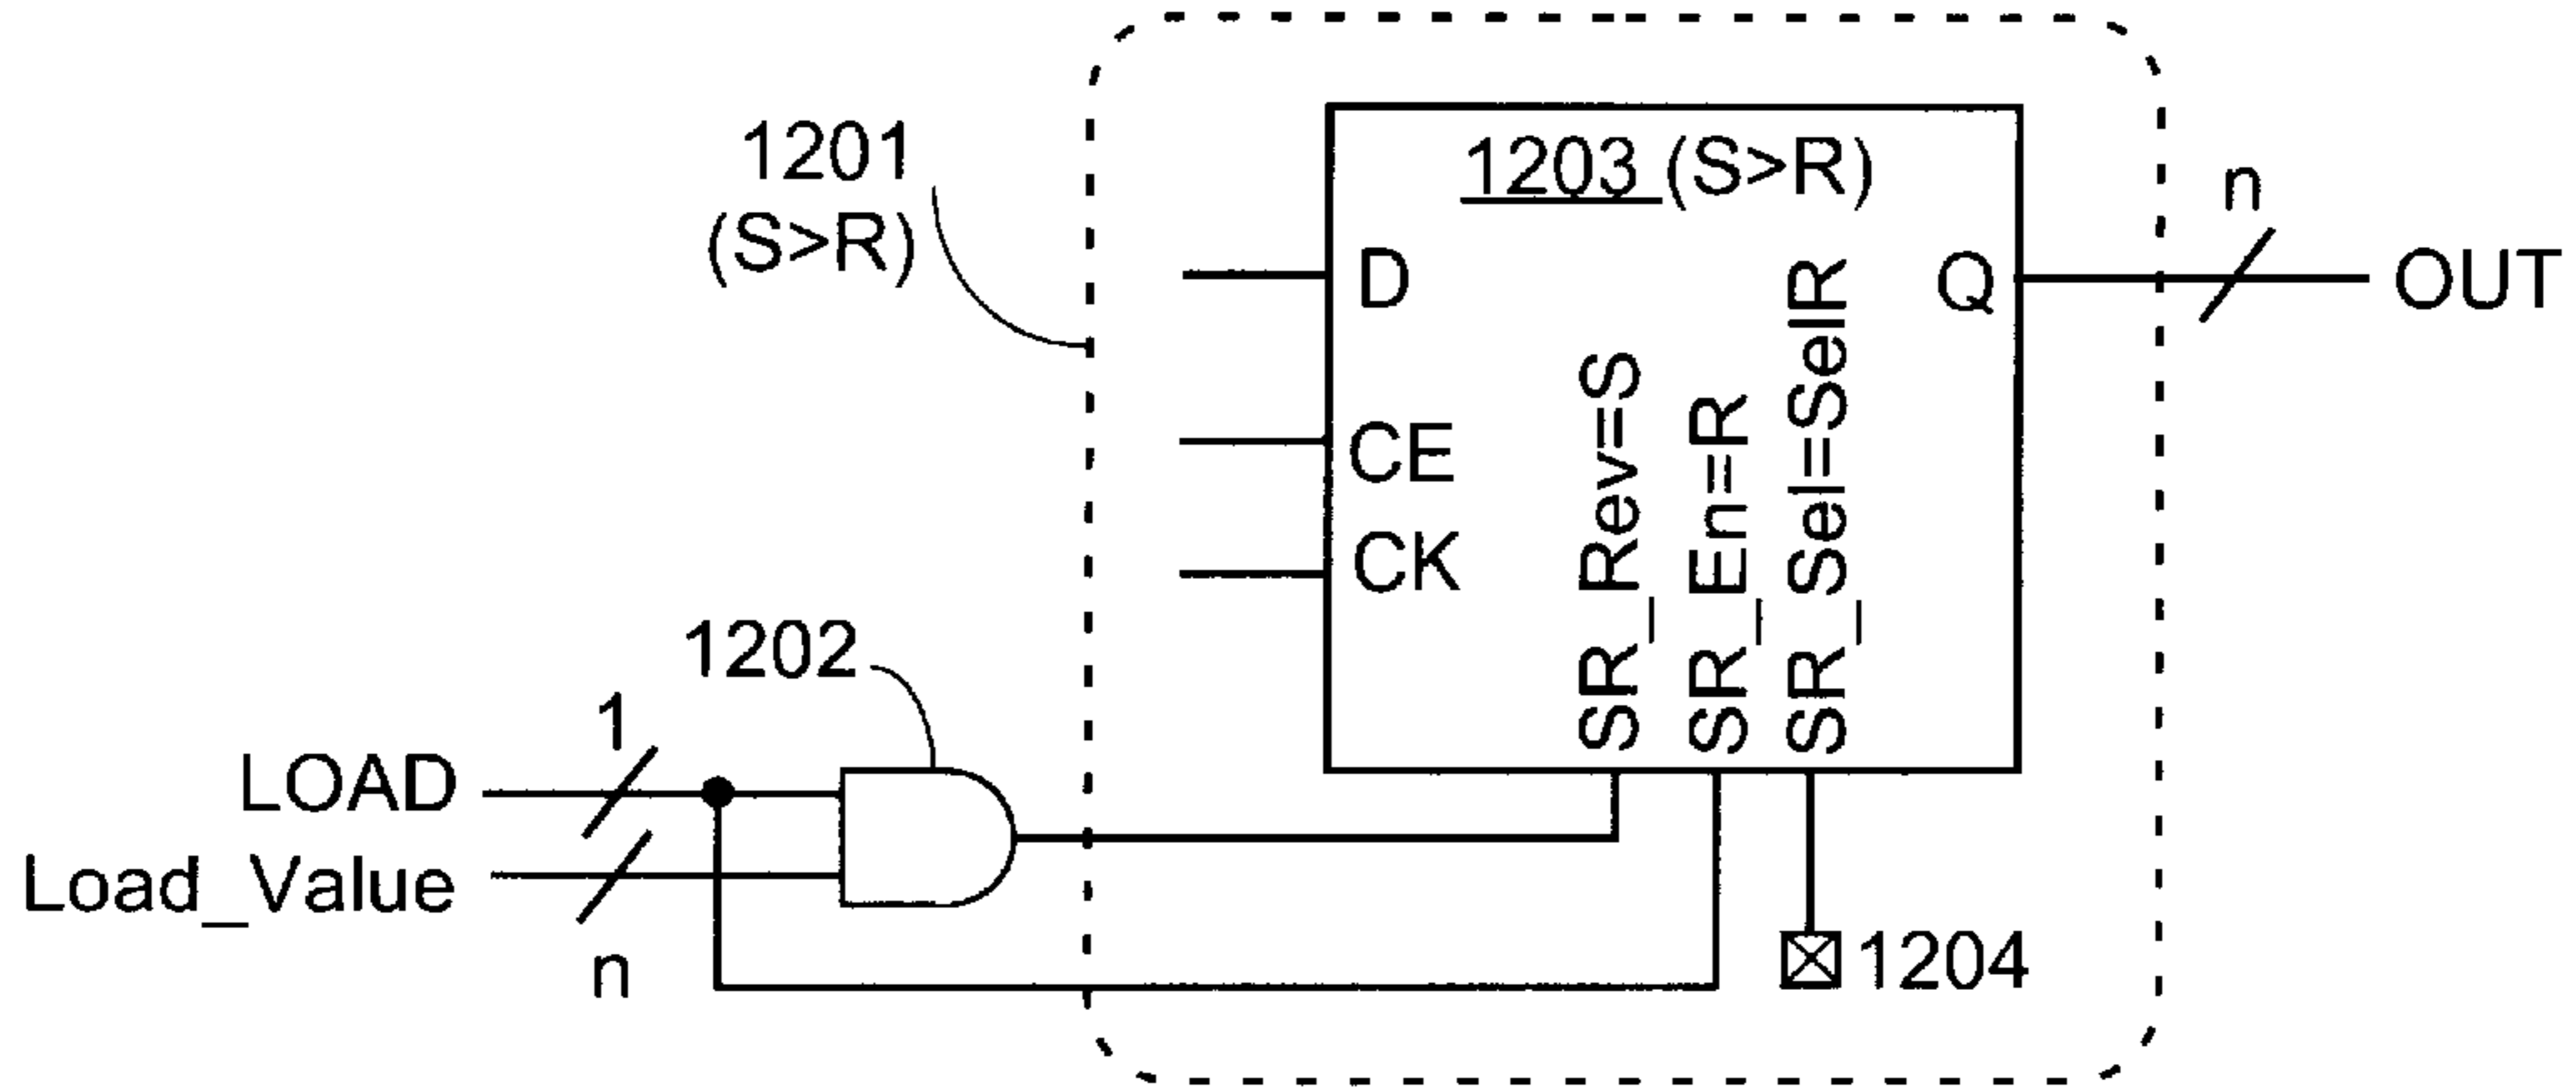 1201
(S>R)
1203 (S>R)
n
D
Q
OUT
CE
CK
SR_Rev=S
SR_En=R
SR_Sel=SelR
1202
1
LOAD
Load_Value
n
1204